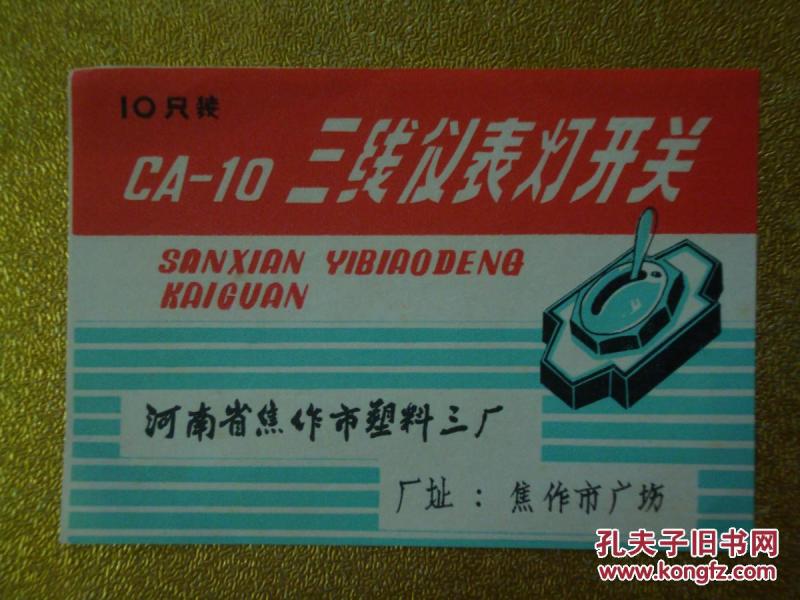 10只装
CA-10 三线仪表灯开关
SANXIAN YIBIAODENG
KAIGUAN
河南省焦作市塑料三厂
厂址：焦作市广坊
孔夫子旧书网
www.kongfz.com